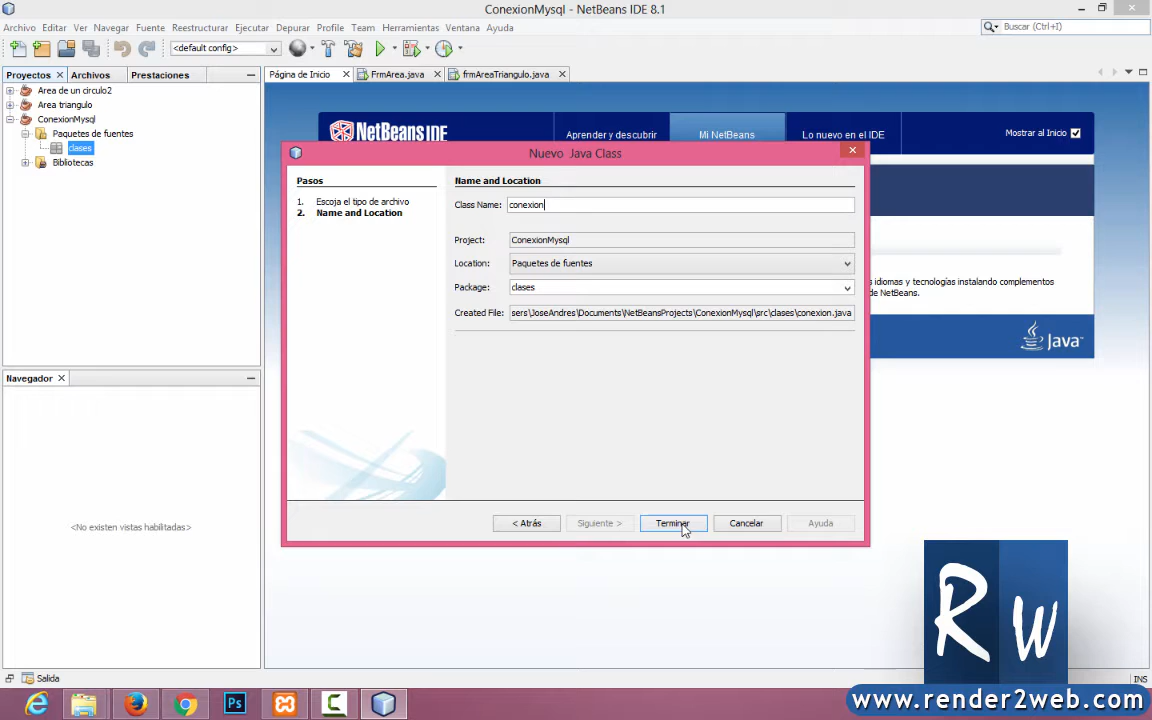 ConexionMysql - NetBeans IDE 8.1
Archivo Editar Ver Navegar Fuente Reestructurar Ejecutar Depurar Profile Team Herramientas Ventana Ayuda
Buscar (Ctrl+I)
<default config>
Proyectos Archivos Prestaciones
Página de Inicio FrmArea.java frmAreaTriangulo.java
Area de un circulo2
Area triangulo
ConexionMysql
Paquetes de fuentes
clases
Bibliotecas
NetBeans IDE
Aprender y descubrir Mi NetBeans Lo nuevo en el IDE Mostrar al Inicio
Nuevo Java Class
Pasos
1. Escoja el tipo de archivo
2. Name and Location
Name and Location
Class Name: conexion
Project: ConexionMysql
Location: Paquetes de fuentes
Package: clases
Created File: sers\JoseAndres\Documents\NetBeansProjects\ConexionMysql\src\clases\conexion.java
s idiomas y tecnologías instalando complementos
de NetBeans.
Java
Navegador
<No existen vistas habilitadas>
< Atrás Siguiente > Terminar Cancelar Ayuda
Salida
INS
Ps
RW
www.render2web.com